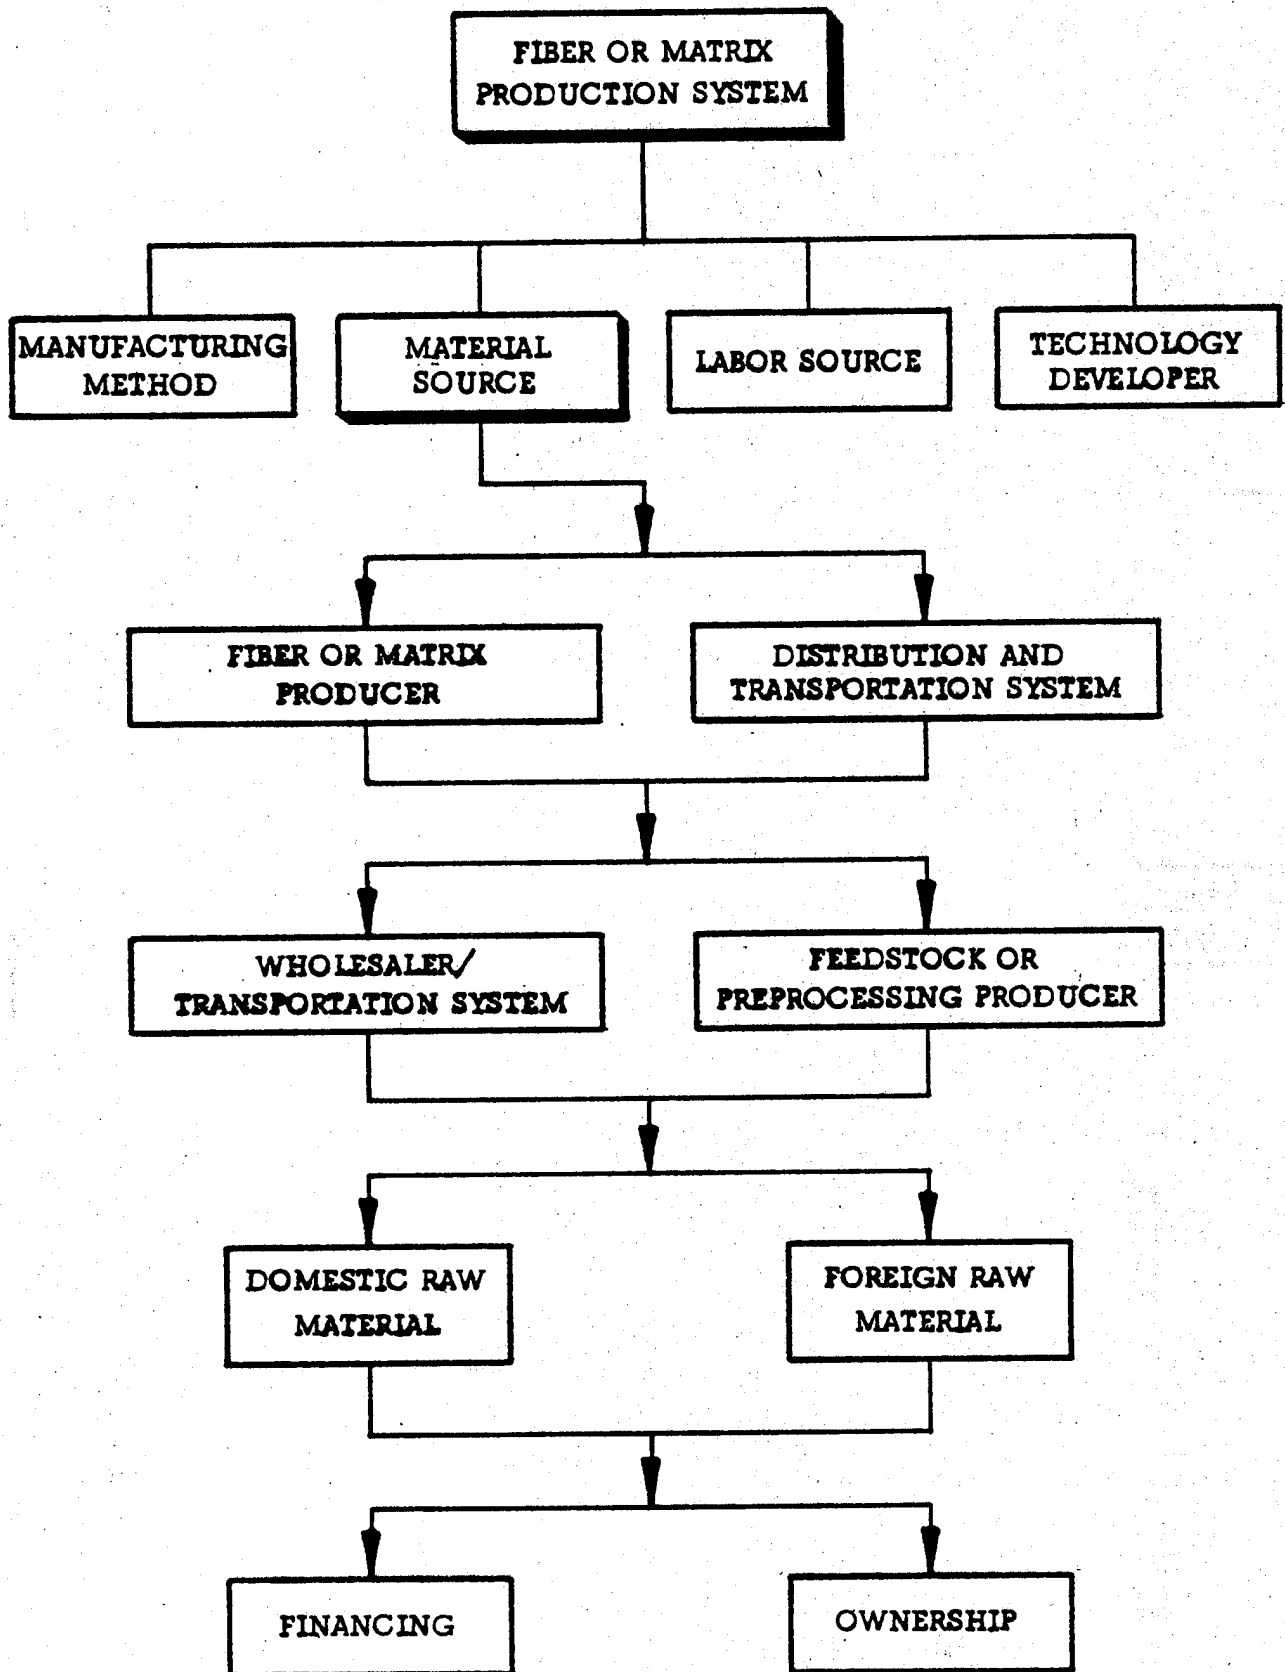 FIBER OR MATRIX
PRODUCTION SYSTEM
MANUFACTURING
METHOD
MATERIAL
SOURCE
LABOR SOURCE
TECHNOLOGY
DEVELOPER
FIBER OR MATRIX
PRODUCER
DISTRIBUTION AND
TRANSPORTATION SYSTEM
WHOLESALER/
TRANSPORTATION SYSTEM
FEEDSTOCK OR
PREPROCESSING PRODUCER
DOMESTIC RAW
MATERIAL
FOREIGN RAW
MATERIAL
FINANCING
OWNERSHIP